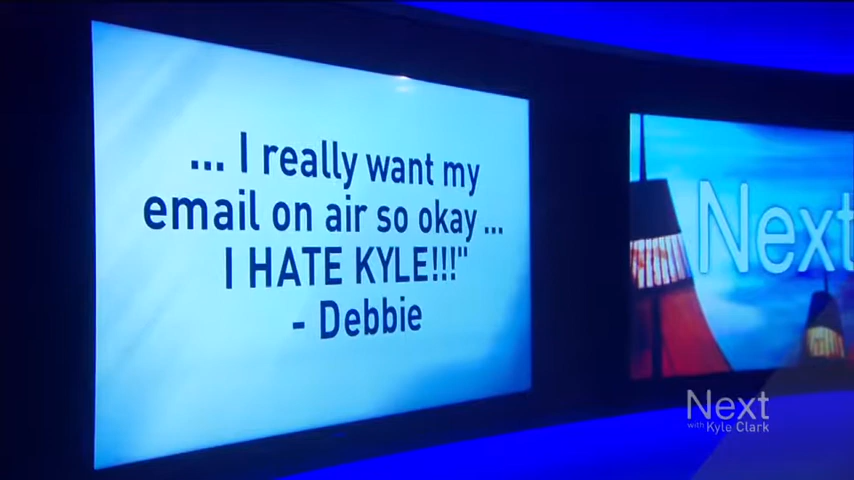 ... I really want my
email on air so okay ...
I HATE KYLE!!!"
- Debbie
Next
Next
with Kyle Clark